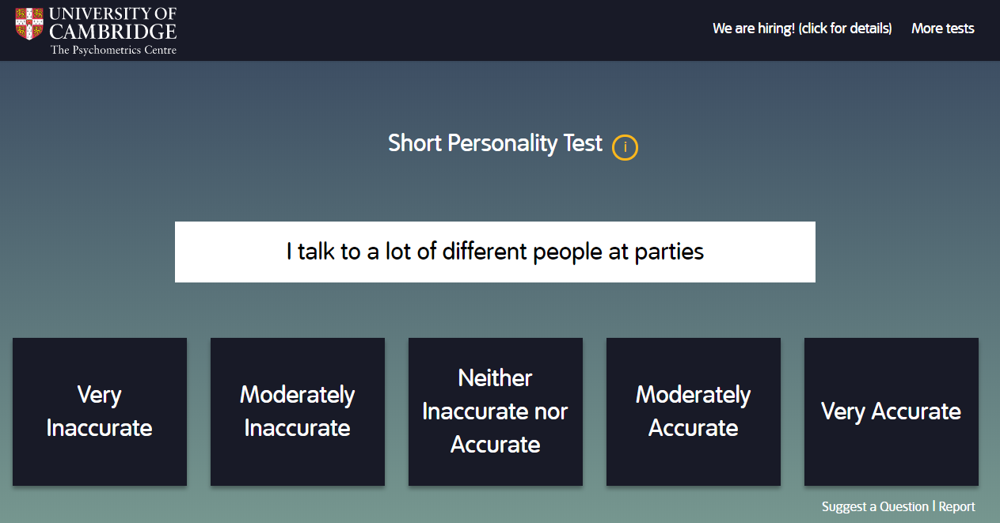 UNIVERSITY OF
CAMBRIDGE
The Psychometrics Centre
We are hiring! (click for details)
More tests
Short Personality Test i
I talk to a lot of different people at parties
Very
Inaccurate
Moderately
Inaccurate
Neither
Inaccurate nor
Accurate
Moderately
Accurate
Very Accurate
Suggest a Question | Report